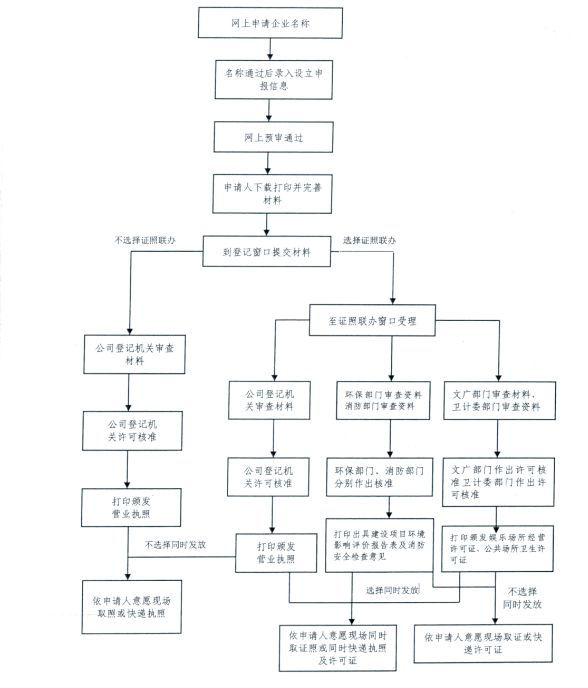 网上申请企业名称
名称通过后录入设立申
报信息
网上预审通过
申请人下载打印并完善
材料
不选择证照联办
到登记窗口提交材料
选择证照联办
至证照联办窗口受理
公司登记机关审查
材料
公司登记机
关审查材料
环保部门审查资料
消防部门审查资料
文广部门审查材料、
卫计委部门审查资料
公司登记机
关许可核准
公司登记机
关许可核准
环保部门、消防部门
分别作出核准
文广部门作出许可核
准卫计委部门作出许
可核准
打印颁发
营业执照
打印颁发
营业执照
打印出具建设项目环境
影响评价报告表及消防
安全检查意见
打印颁发娱乐场所经营
许可证、公共场所卫生许
可证
不选择同时发放
选择同时发放
不选择
同时发放
依申请人意愿现场
取照或快递执照
依申请人意愿现场同时
取证照或同时快递执照
及许可证
依申请人意愿现场取证或快
递许可证